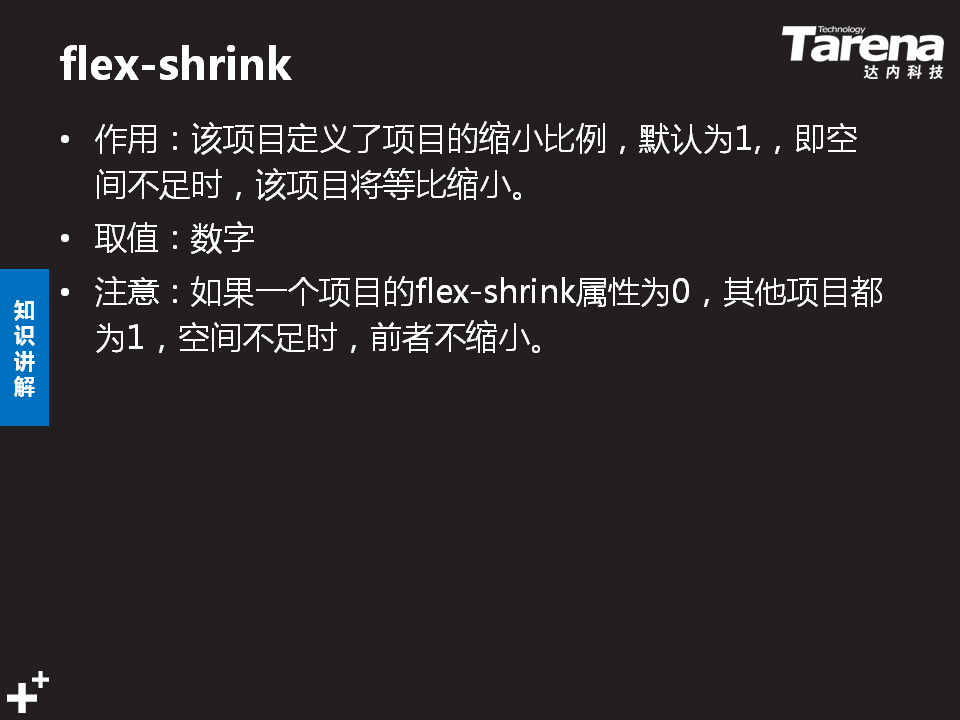 flex-shrink
Technology
Tarena
达内科技
• 作用：该项目定义了项目的缩小比例，默认为1,，即空
间不足时，该项目将等比缩小。
• 取值：数字
• 注意：如果一个项目的flex-shrink属性为0，其他项目都
为1，空间不足时，前者不缩小。
知
识
讲
解